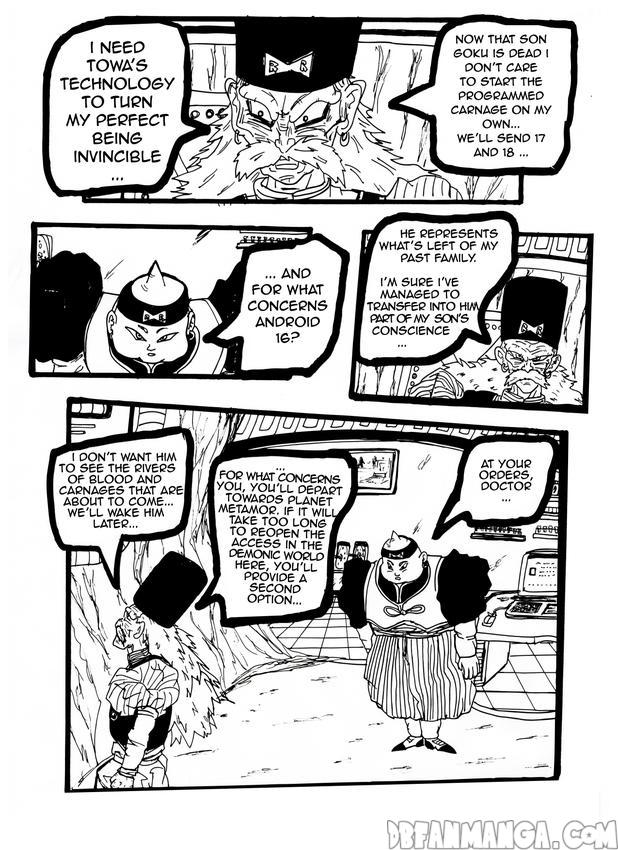 I NEED
TOWA'S
TECHNOLOGY
TO TURN
MY PERFECT
BEING
INVINCIBLE
...
NOW THAT SON
GOKU IS DEAD I
DON'T CARE
TO START THE
PROGRAMMED
CARNAGE ON MY
OWN...
WE'LL SEND 17
AND 18 ...
... AND
FOR WHAT
CONCERNS
ANDROID
16?
HE REPRESENTS
WHAT'S LEFT OF MY
PAST FAMILY.
I'M SURE I'VE
MANAGED TO
TRANSFER INTO HIM
PART OF MY SON'S
CONSCIENCE
...
I DON'T WANT HIM
TO SEE THE RIVERS
OF BLOOD AND
CARNAGES THAT ARE
ABOUT TO COME...
WE'LL WAKE HIM
LATER...
...
FOR WHAT CONCERNS
YOU, YOU'LL DEPART
TOWARDS PLANET
METAMOR. IF IT WILL
TAKE TOO LONG
TO REOPEN THE
ACCESS IN THE
DEMONIC WORLD
HERE, YOU'LL
PROVIDE A
SECOND
OPTION...
AT YOUR
ORDERS,
DOCTOR
...
DBFANMANGA.COM